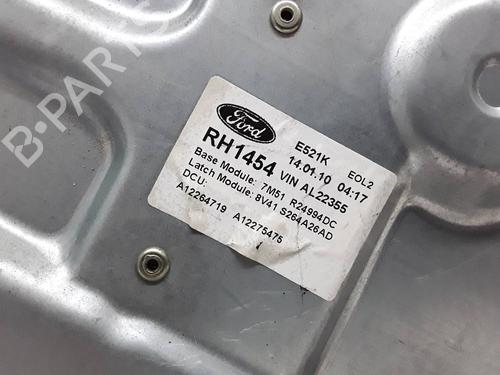 B-PARTS
Ford
E521K
RH1454 14.01.10 04:17 EOL2
VIN AL22355
Base Module: 7M51 R24994DC
Latch Module: 8V41 S264A26AD
DCU:
A12264719 A12275475